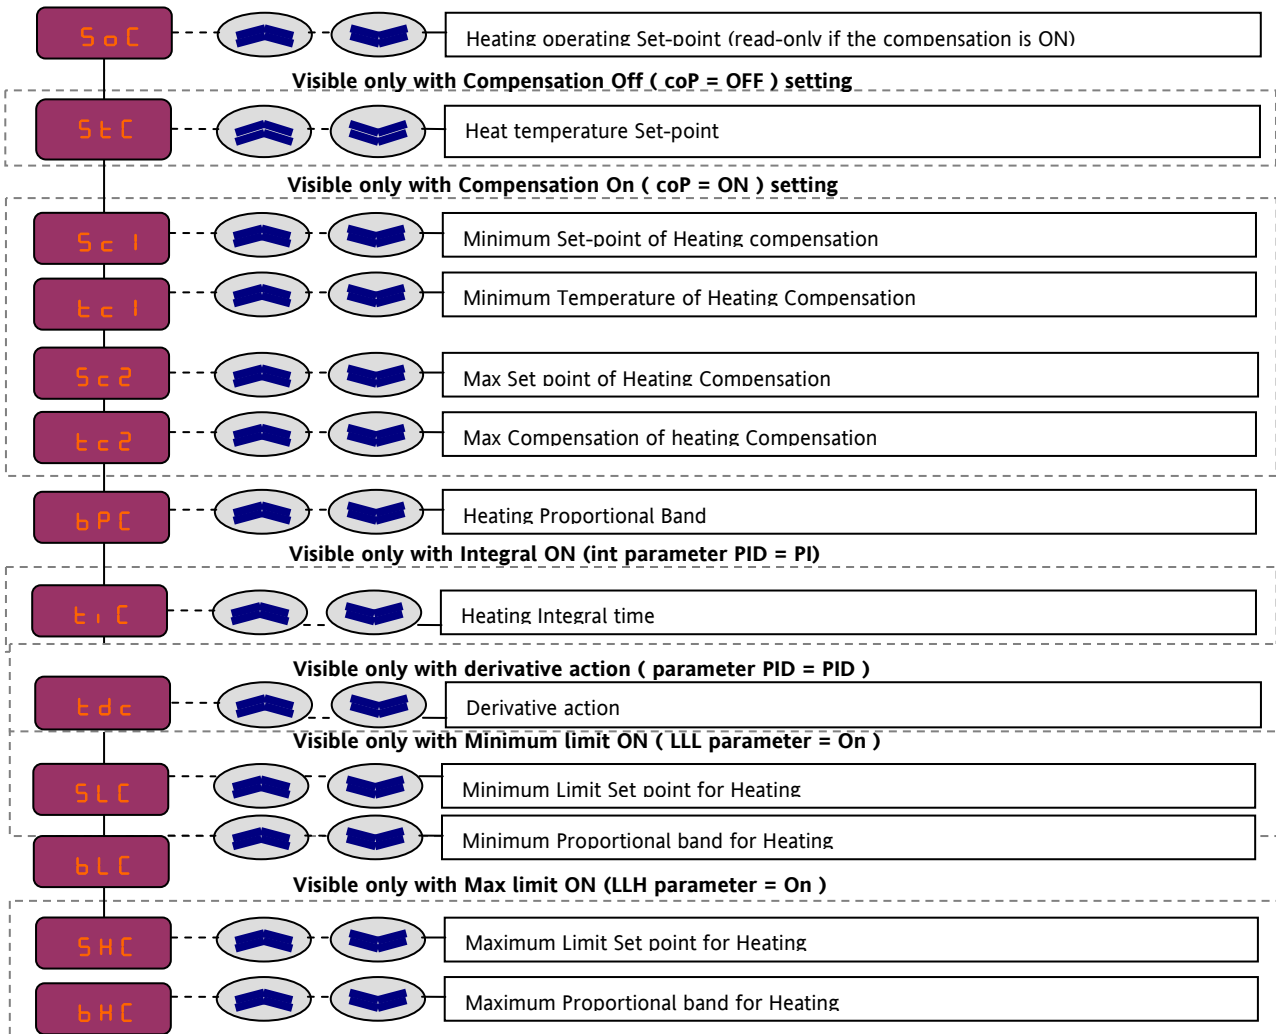 SoC Heating operating Set-point (read-only if the compensation is ON)
Visible only with Compensation Off ( coP = OFF ) setting
StC Heat temperature Set-point
Visible only with Compensation On ( coP = ON ) setting
Sc1 Minimum Set-point of Heating compensation
tc1 Minimum Temperature of Heating Compensation
Sc2 Max Set point of Heating Compensation
tc2 Max Compensation of heating Compensation
bPC Heating Proportional Band
Visible only with Integral ON (int parameter PID = PI)
tiC Heating Integral time
Visible only with derivative action ( parameter PID = PID )
tdc Derivative action
Visible only with Minimum limit ON ( LLL parameter = On )
SLC Minimum Limit Set point for Heating
bLC Minimum Proportional band for Heating
Visible only with Max limit ON (LLH parameter = On )
SHC Maximum Limit Set point for Heating
bHC Maximum Proportional band for Heating